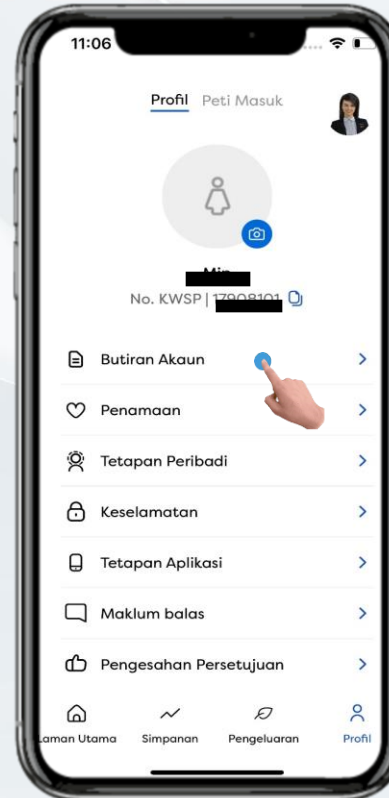 11:06
Profil Peti Masuk
No. KWSP |
Butiran Akaun
Penamaan
Tetapan Peribadi
Keselamatan
Tetapan Aplikasi
Maklum balas
Pengesahan Persetujuan
Laman Utama Simpanan Pengeluaran Profil